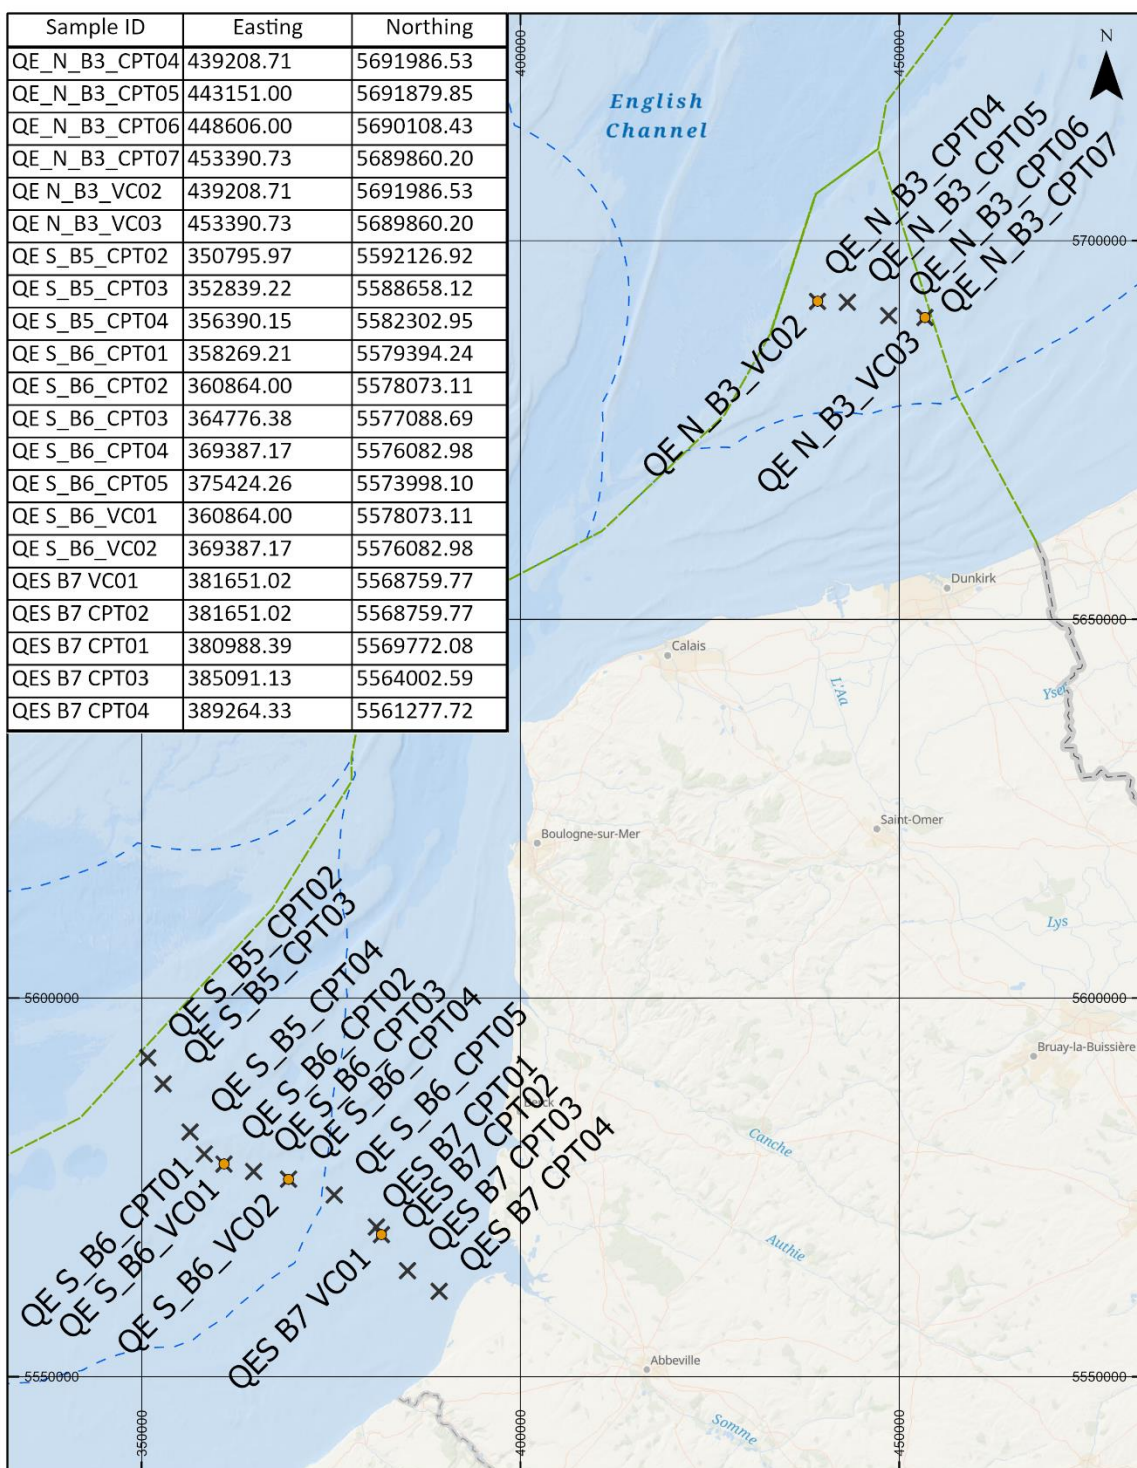 Sample ID Easting Northing
QE_N_B3_CPT04 439208.71 5691986.53
QE_N_B3_CPT05 443151.00 5691879.85
QE_N_B3_CPT06 448606.00 5690108.43
QE_N_B3_CPT07 453390.73 5689860.20
QE N_B3_VC02 439208.71 5691986.53
QE N_B3_VC03 453390.73 5689860.20
QE S_B5_CPT02 350795.97 5592126.92
QE S_B5_CPT03 352839.22 5588658.12
QE S_B5_CPT04 356390.15 5582302.95
QE S_B6_CPT01 358269.21 5579394.24
QE S_B6_CPT02 360864.00 5578073.11
QE S_B6_CPT03 364776.38 5577088.69
QE S_B6_CPT04 369387.17 5576082.98
QE S_B6_CPT05 375424.26 5573998.10
QE S_B6_VC01 360864.00 5578073.11
QE S_B6_VC02 369387.17 5576082.98
QES B7 VC01 381651.02 5568759.77
QES B7 CPT02 381651.02 5568759.77
QES B7 CPT01 380988.39 5569772.08
QES B7 CPT03 385091.13 5564002.59
QES B7 CPT04 389264.33 5561277.72
400000
450000
N
English
Channel
QE_N_B3_CPT04
QE_N_B3_CPT05
QE_N_B3_CPT06
QE_N_B3_CPT07
5700000
QE N_B3_VC02
QE N_B3_VC03
Dunkirk
5650000
Calais
L'Aa
Yser
Boulogne-sur-Mer
Saint-Omer
Lys
QE S_B5_CPT02
QE S_B5_CPT03
QE S_B5_CPT04
QE S_B6_CPT02
QE S_B6_CPT03
QE S_B6_CPT04
QE S_B6_CPT05
5600000
5600000
Bruay-la-Buissière
QES B7 CPT01
QES B7 CPT02
QES B7 CPT03
QES B7 CPT04
Berck
Canche
Authie
QE S_B6_CPT01
QE S_B6_VC01
QE S_B6_VC02
QES B7 VC01
Abbeville
5550000
5550000
Somme
350000
400000
450000